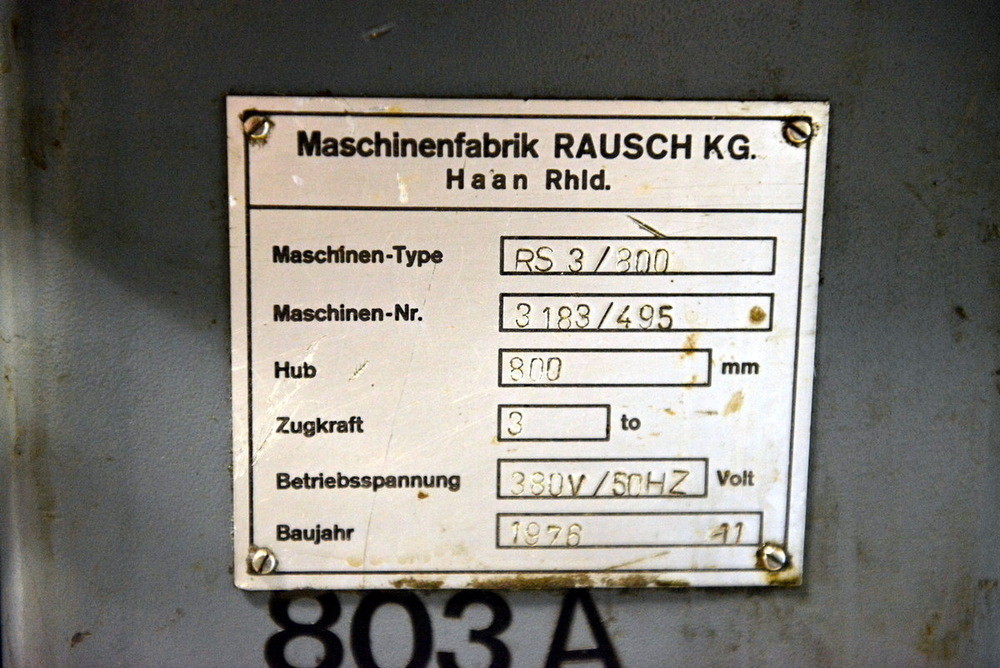 Maschinenfabrik RAUSCH KG.
Haan Rhld.
Maschinen-Type RS 3/800
Maschinen-Nr. 3183/495
Hub 800 mm
Zugkraft 3 to
Betriebsspannung 380V/50HZ Volt
Baujahr 1976 11
803 A